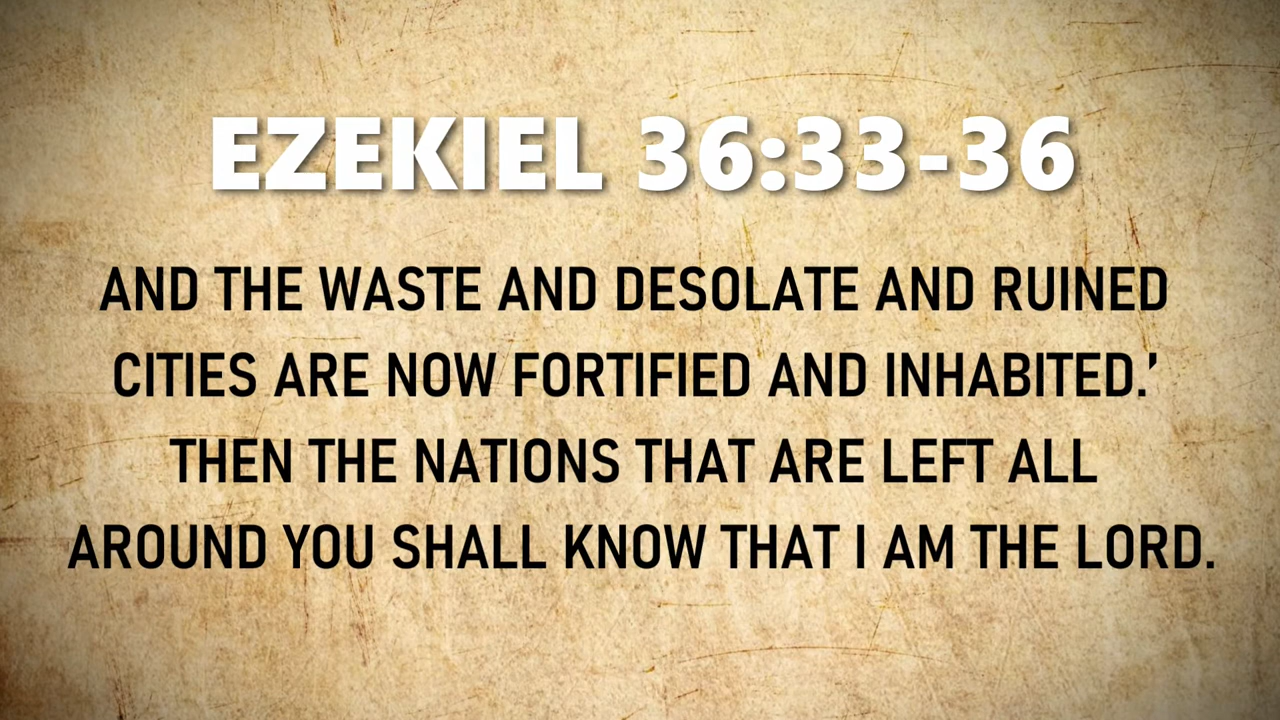 EZEKIEL 36:33-36
AND THE WASTE AND DESOLATE AND RUINED
CITIES ARE NOW FORTIFIED AND INHABITED.’
THEN THE NATIONS THAT ARE LEFT ALL
AROUND YOU SHALL KNOW THAT I AM THE LORD.